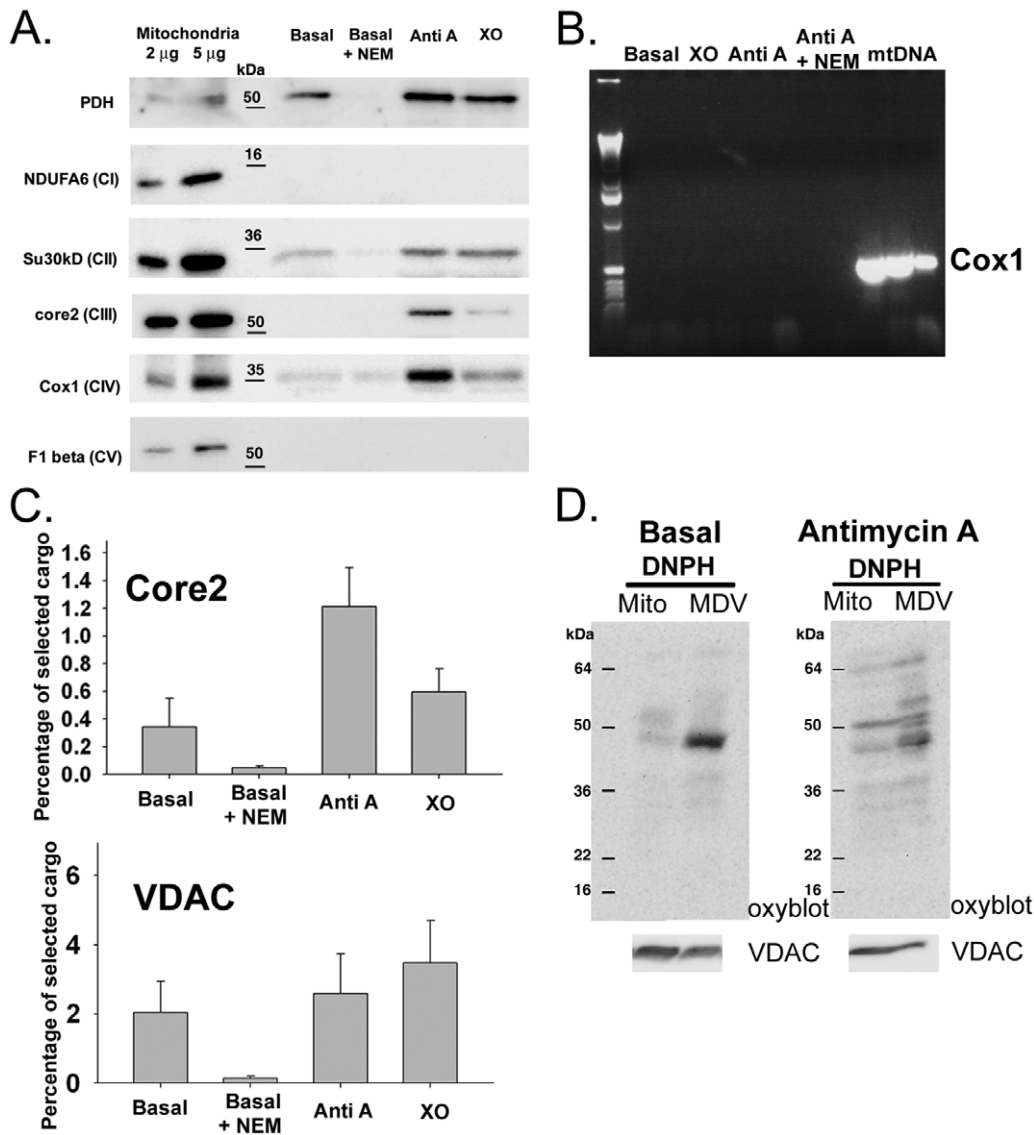 A.
Mitochondria
2 µg 5 µg
kDa
Basal
Basal
+ NEM
Anti A
XO
PDH
50
NDUFA6 (CI)
16
Su30kD (CII)
36
core2 (CIII)
50
Cox1 (CIV)
35
F1 beta (CV)
50
B.
Basal XO Anti A
Anti A
+ NEM
mtDNA
Cox1
C.
Percentage of selected cargo
1.6
1.4
1.2
1.0
0.8
0.6
0.4
0.2
0.0
Core2
Basal
Basal
+ NEM
Anti A
XO
Percentage of selected cargo
6
4
2
0
VDAC
Basal
Basal
+ NEM
Anti A
XO
D.
Basal
DNPH
Mito MDV
kDa
64
50
36
22
16
oxyblot
VDAC
Antimycin A
DNPH
Mito MDV
kDa
64
50
36
22
16
oxyblot
VDAC